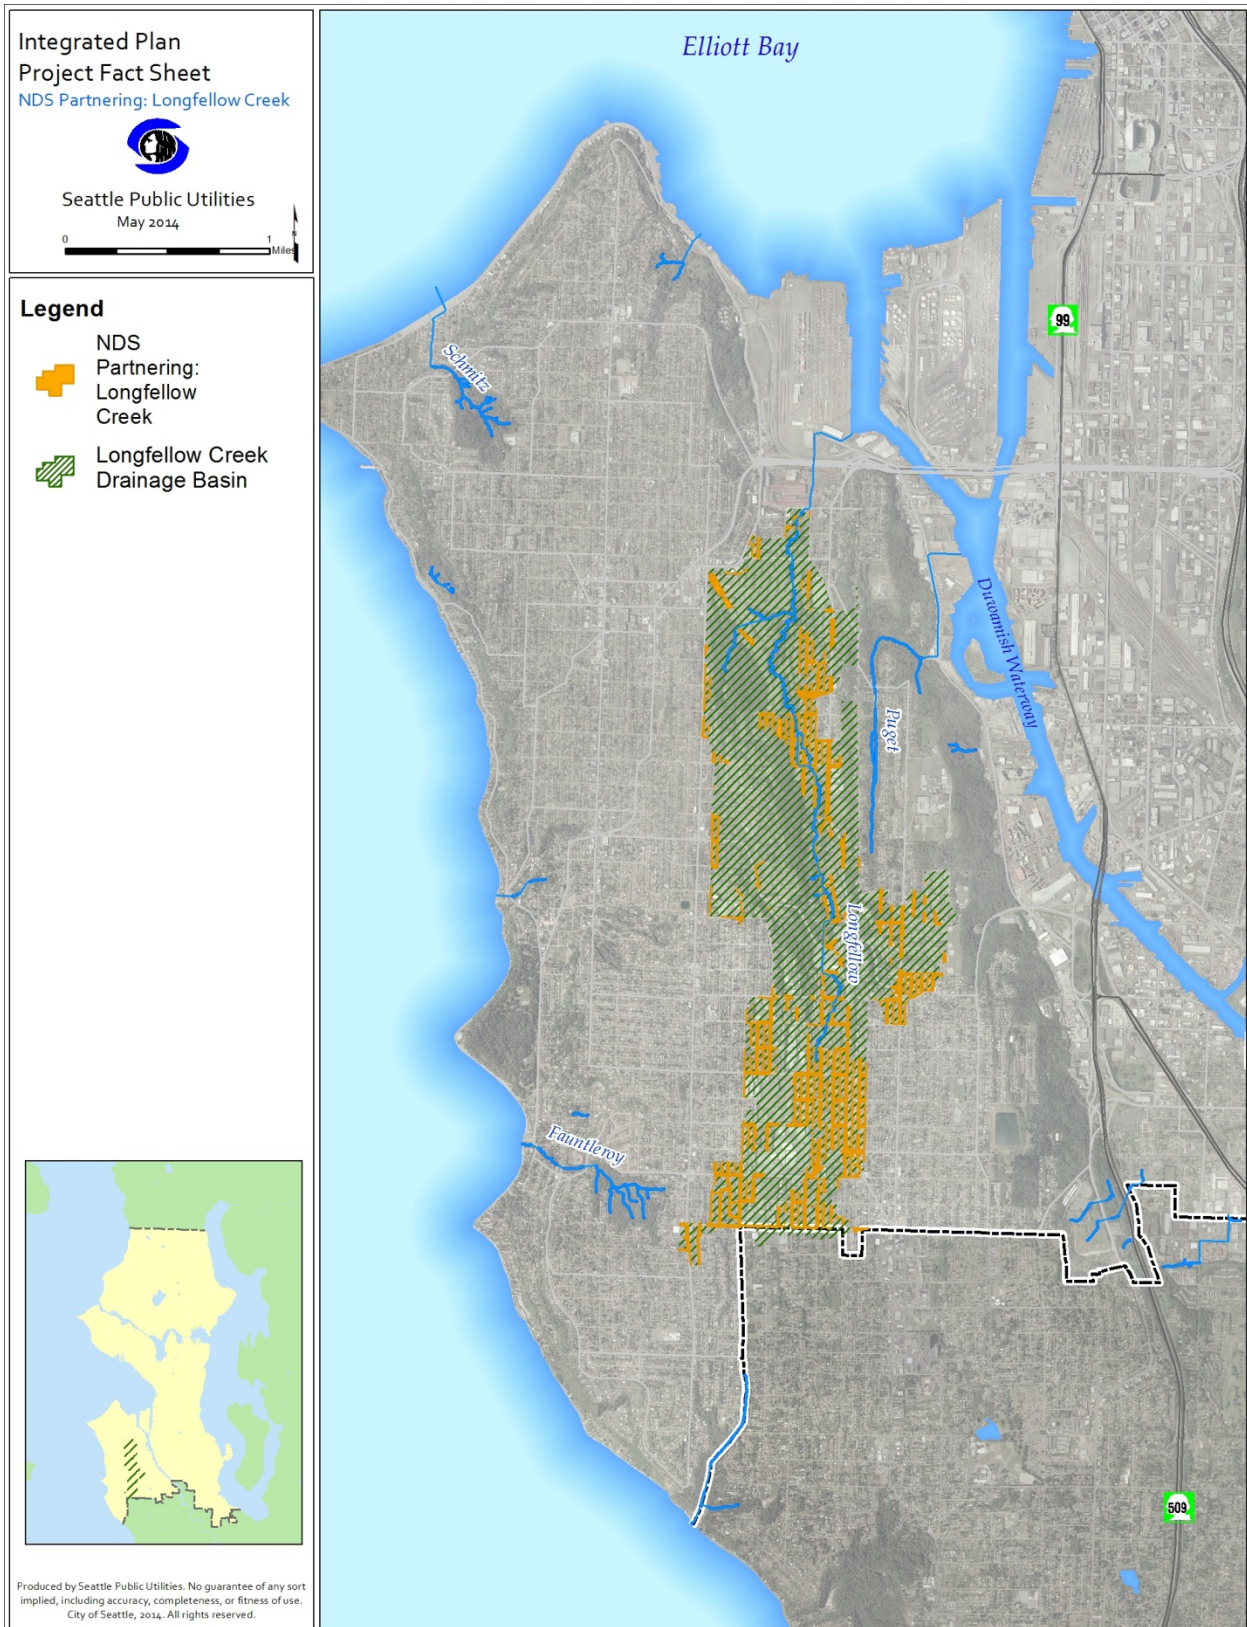 Integrated Plan
Project Fact Sheet
NDS Partnering: Longfellow Creek
Seattle Public Utilities
May 2014
0 1
Miles
N
Legend
NDS
Partnering:
Longfellow
Creek
Longfellow Creek
Drainage Basin
Produced by Seattle Public Utilities. No guarantee of any sort
implied, including accuracy, completeness, or fitness of use.
City of Seattle, 2014. All rights reserved.
Elliott Bay
99
Schmitz
Duwamish Waterway
Puget
Longfellow
Fauntleroy
509